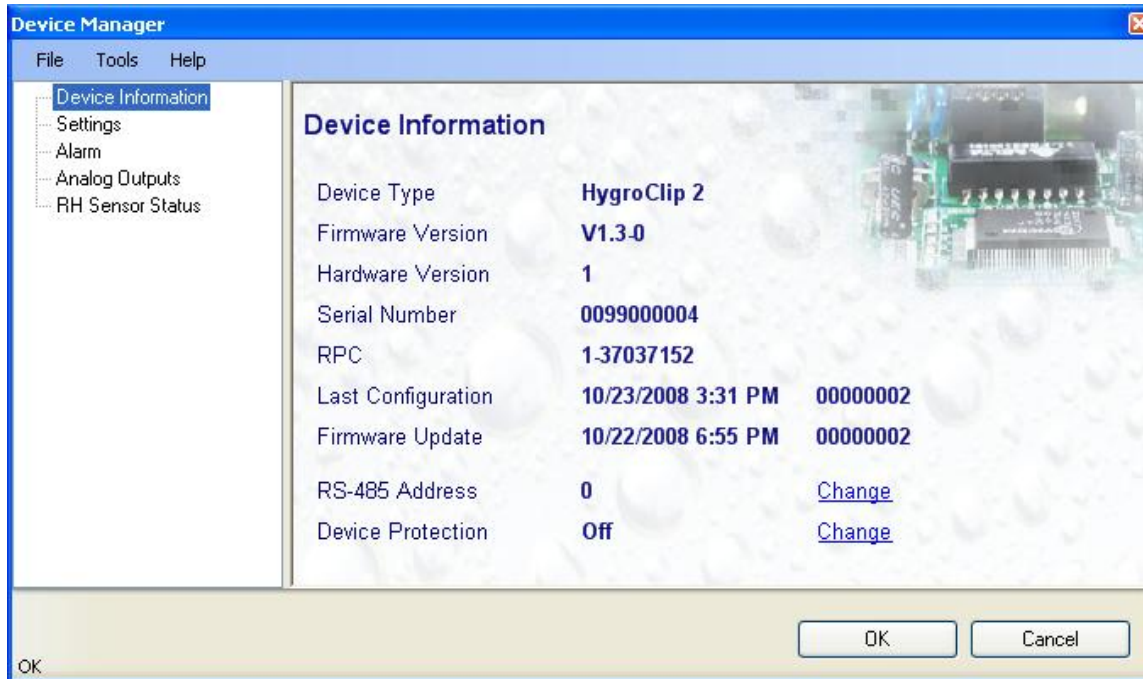 Device Manager
File Tools Help
Device Information
Settings
Alarm
Analog Outputs
RH Sensor Status
Device Information
Device Type HygroClip 2
Firmware Version V1.3-0
Hardware Version 1
Serial Number 0099000004
RPC 1-37037152
Last Configuration 10/23/2008 3:31 PM 00000002
Firmware Update 10/22/2008 6:55 PM 00000002
RS-485 Address 0 Change
Device Protection Off Change
OK Cancel
OK